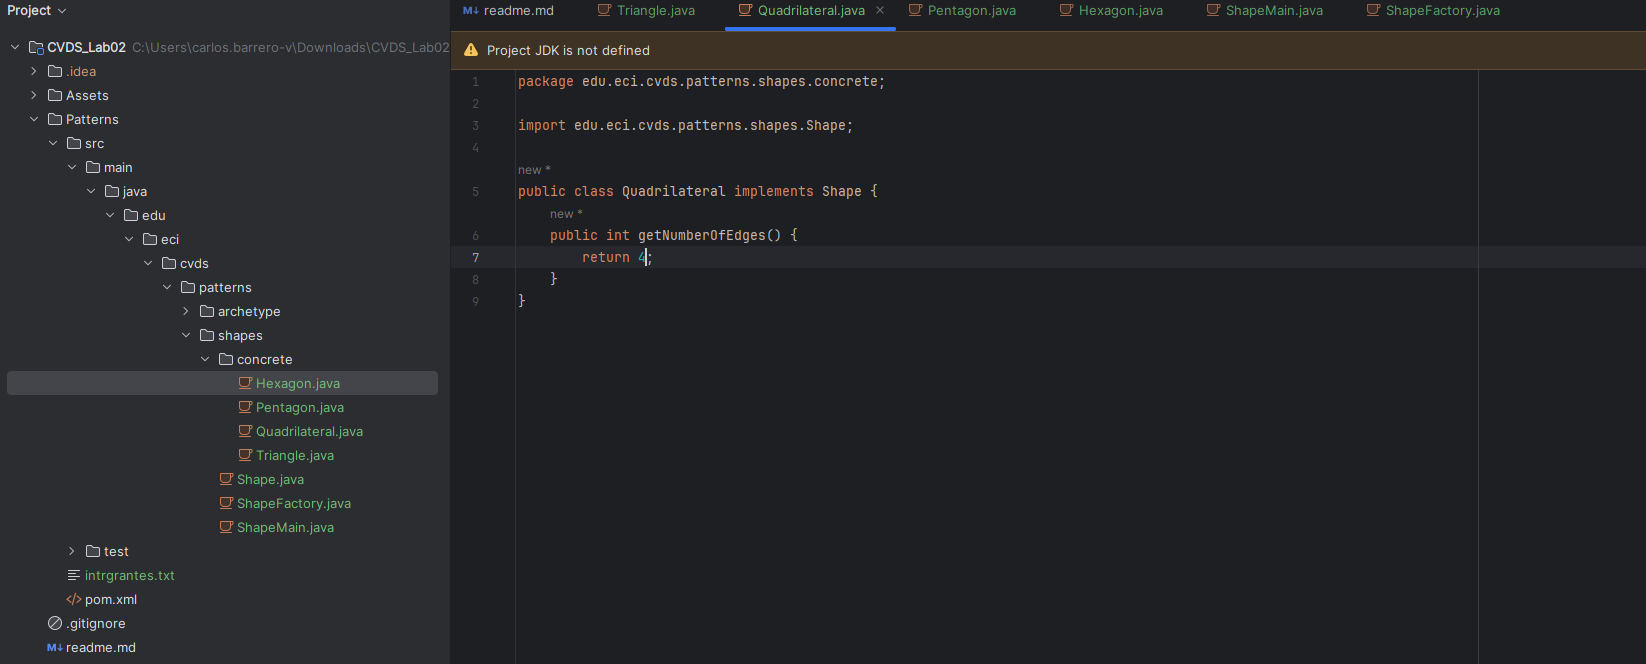 Project
CVDS_Lab02 C:\Users\carlos.barrero-v\Downloads\CVDS_Lab02
.idea
Assets
Patterns
src
main
java
edu
eci
cvds
patterns
archetype
shapes
concrete
Hexagon.java
Pentagon.java
Quadrilateral.java
Triangle.java
Shape.java
ShapeFactory.java
ShapeMain.java
test
intrgrantes.txt
</> pom.xml
.gitignore
M↓ readme.md
M↓ readme.md Triangle.java Quadrilateral.java × Pentagon.java Hexagon.java ShapeMain.java ShapeFactory.java
Project JDK is not defined
1 package edu.eci.cvds.patterns.shapes.concrete;
2
3 import edu.eci.cvds.patterns.shapes.Shape;
4
new *
5 public class Quadrilateral implements Shape {
new *
6 public int getNumberOfEdges() {
7 return 4;
8 }
9 }